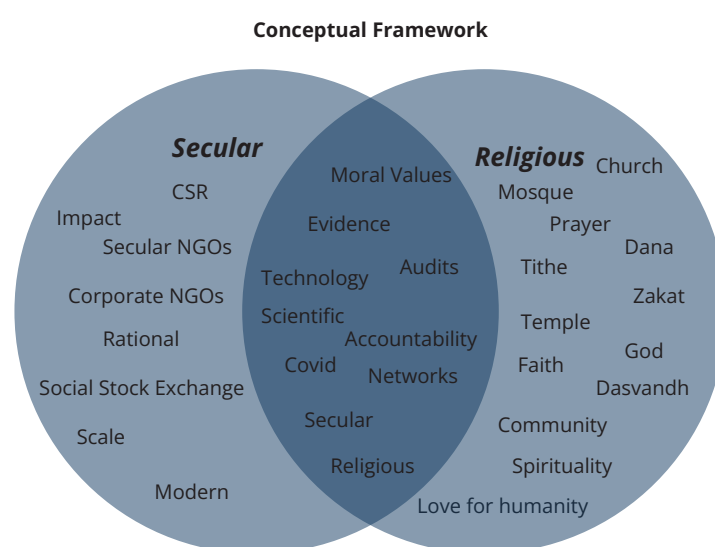 Conceptual Framework
Secular
CSR
Impact
Secular NGOs
Corporate NGOs
Rational
Social Stock Exchange
Scale
Modern
Moral Values
Evidence
Audits
Technology
Scientific
Accountability
Covid
Networks
Secular
Religious
Religious
Church
Mosque
Prayer
Dana
Tithe
Zakat
Temple
God
Faith
Dasvandh
Community
Spirituality
Love for humanity